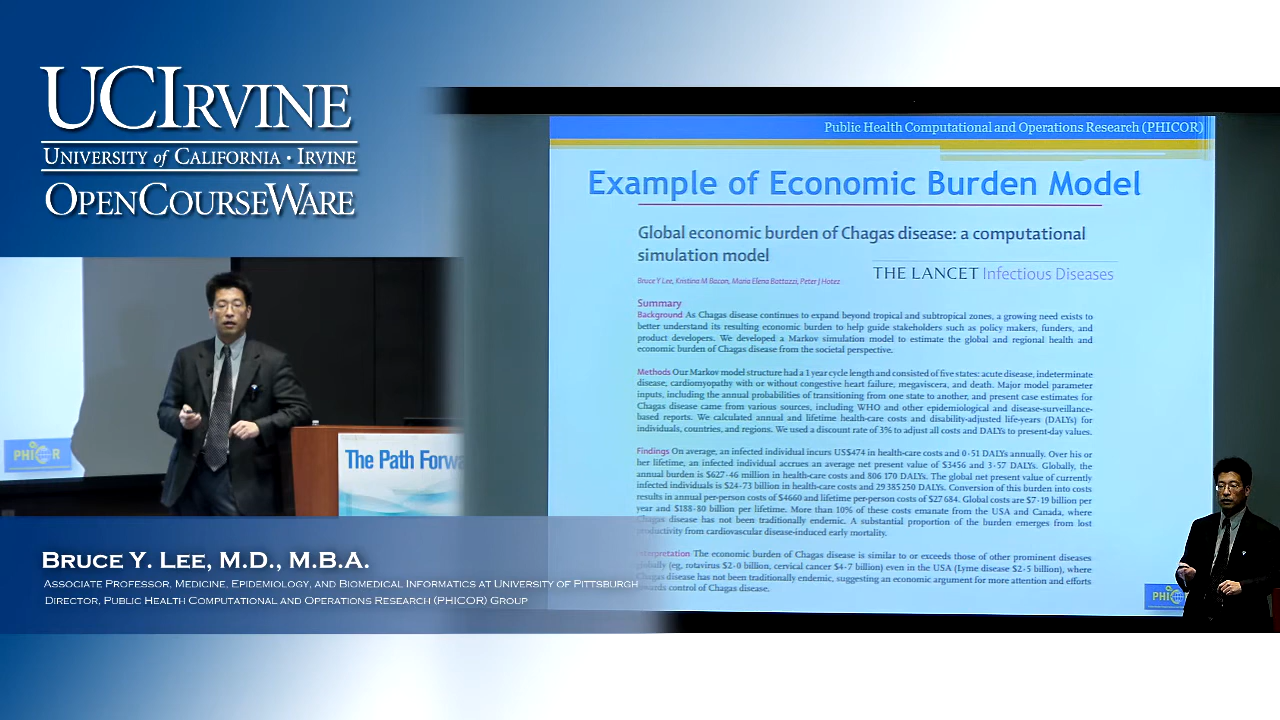 UCIRVINE
UNIVERSITY of CALIFORNIA · IRVINE
OPENCOURSEWARE
PHIC R
The Path Forwa
BRUCE Y. LEE, M.D., M.B.A.
ASSOCIATE PROFESSOR, MEDICINE, EPIDEMIOLOGY, AND BIOMEDICAL INFORMATICS AT UNIVERSITY OF PITTSBURGH
DIRECTOR, PUBLIC HEALTH COMPUTATIONAL AND OPERATIONS RESEARCH (PHICOR) GROUP
Public Health Computational and Operations Research (PHICOR)
Example of Economic Burden Model
Global economic burden of Chagas disease: a computational
simulation model
THE LANCET Infectious Diseases
Bruce Y Lee, Kristina M Bacon, Maria Elena Bottazzi, Peter J Hotez
Summary
Background As Chagas disease continues to expand beyond tropical and subtropical zones, a growing need exists to
better understand its resulting economic burden to help guide stakeholders such as policy makers, funders, and
product developers. We developed a Markov simulation model to estimate the global and regional health and
economic burden of Chagas disease from the societal perspective.
Methods Our Markov model structure had a 1 year cycle length and consisted of five states: acute disease, indeterminate
disease, cardiomyopathy with or without congestive heart failure, megaviscera, and death. Major model parameter
inputs, including the annual probabilities of transitioning from one state to another, and present case estimates for
Chagas disease came from various sources, including WHO and other epidemiological and disease-surveillance-
based reports. We calculated annual and lifetime health-care costs and disability-adjusted life-years (DALYs) for
individuals, countries, and regions. We used a discount rate of 3% to adjust all costs and DALYs to present-day values.
Findings On average, an infected individual incurs US$474 in health-care costs and 0·51 DALYs annually. Over his or
her lifetime, an infected individual accrues an average net present value of $3456 and 3·57 DALYs. Globally, the
annual burden is $627·46 million in health-care costs and 806 170 DALYs. The global net present value of currently
infected individuals is $24·73 billion in health-care costs and 29 385 250 DALYs. Conversion of this burden into costs
results in annual per-person costs of $4660 and lifetime per-person costs of $27 684. Global costs are $7·19 billion per
year and $188·80 billion per lifetime. More than 10% of these costs emanate from the USA and Canada, where
Chagas disease has not been traditionally endemic. A substantial proportion of the burden emerges from lost
productivity from cardiovascular disease-induced early mortality.
Interpretation The economic burden of Chagas disease is similar to or exceeds those of other prominent diseases
globally (eg, rotavirus $2·0 billion, cervical cancer $4·7 billion) even in the USA (Lyme disease $2·5 billion), where
Chagas disease has not been traditionally endemic, suggesting an economic argument for more attention and efforts
towards control of Chagas disease.
PHIC